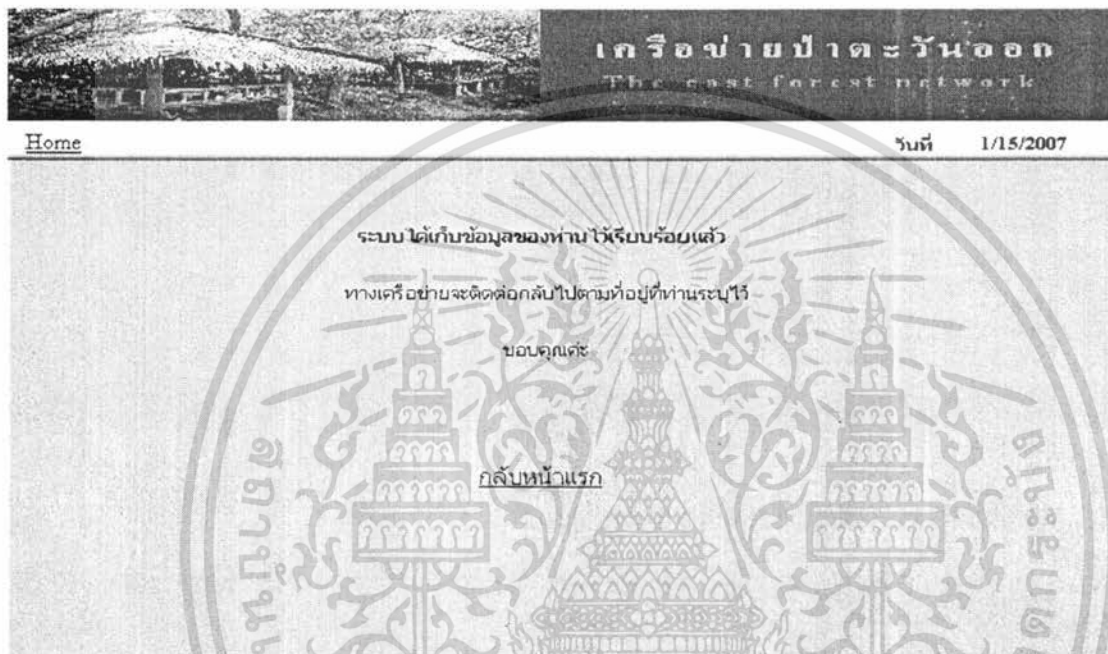 เครือข่ายป่าตะวันออก
The east forest network
Home
วันที่ 1/15/2007
ระบบได้เก็บข้อมูลของท่านไว้เรียบร้อยแล้ว
ทางเครือข่ายจะติดต่อกลับไปตามที่อยู่ที่ท่านระบุไว้
ขอบคุณค่ะ
กลับหน้าแรก